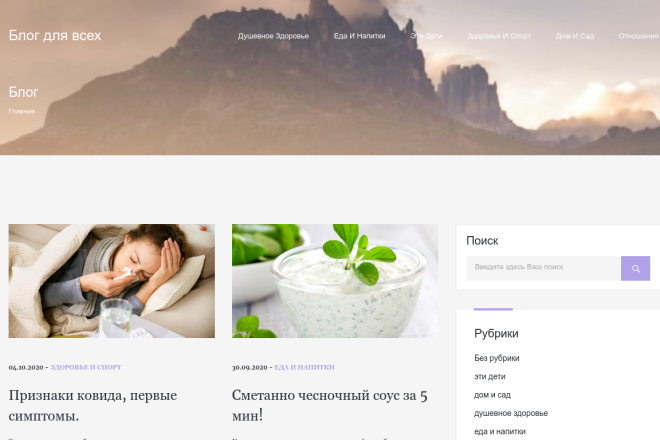 Блог для всех
Душевное Здоровье
Еда И Напитки
Эти Дети
Здоровье И Спорт
Дом И Сад
Отношения
Блог
Главная
Поиск
Введите здесь Ваш поиск
04.10.2020 - ЗДОРОВЬЕ И СПОРТ
Признаки ковида, первые
симптомы.
30.09.2020 - ЕДА И НАПИТКИ
Сметанно чесночный соус за 5
мин!
Рубрики
Без рубрики
эти дети
дом и сад
душевное здоровье
еда и напитки